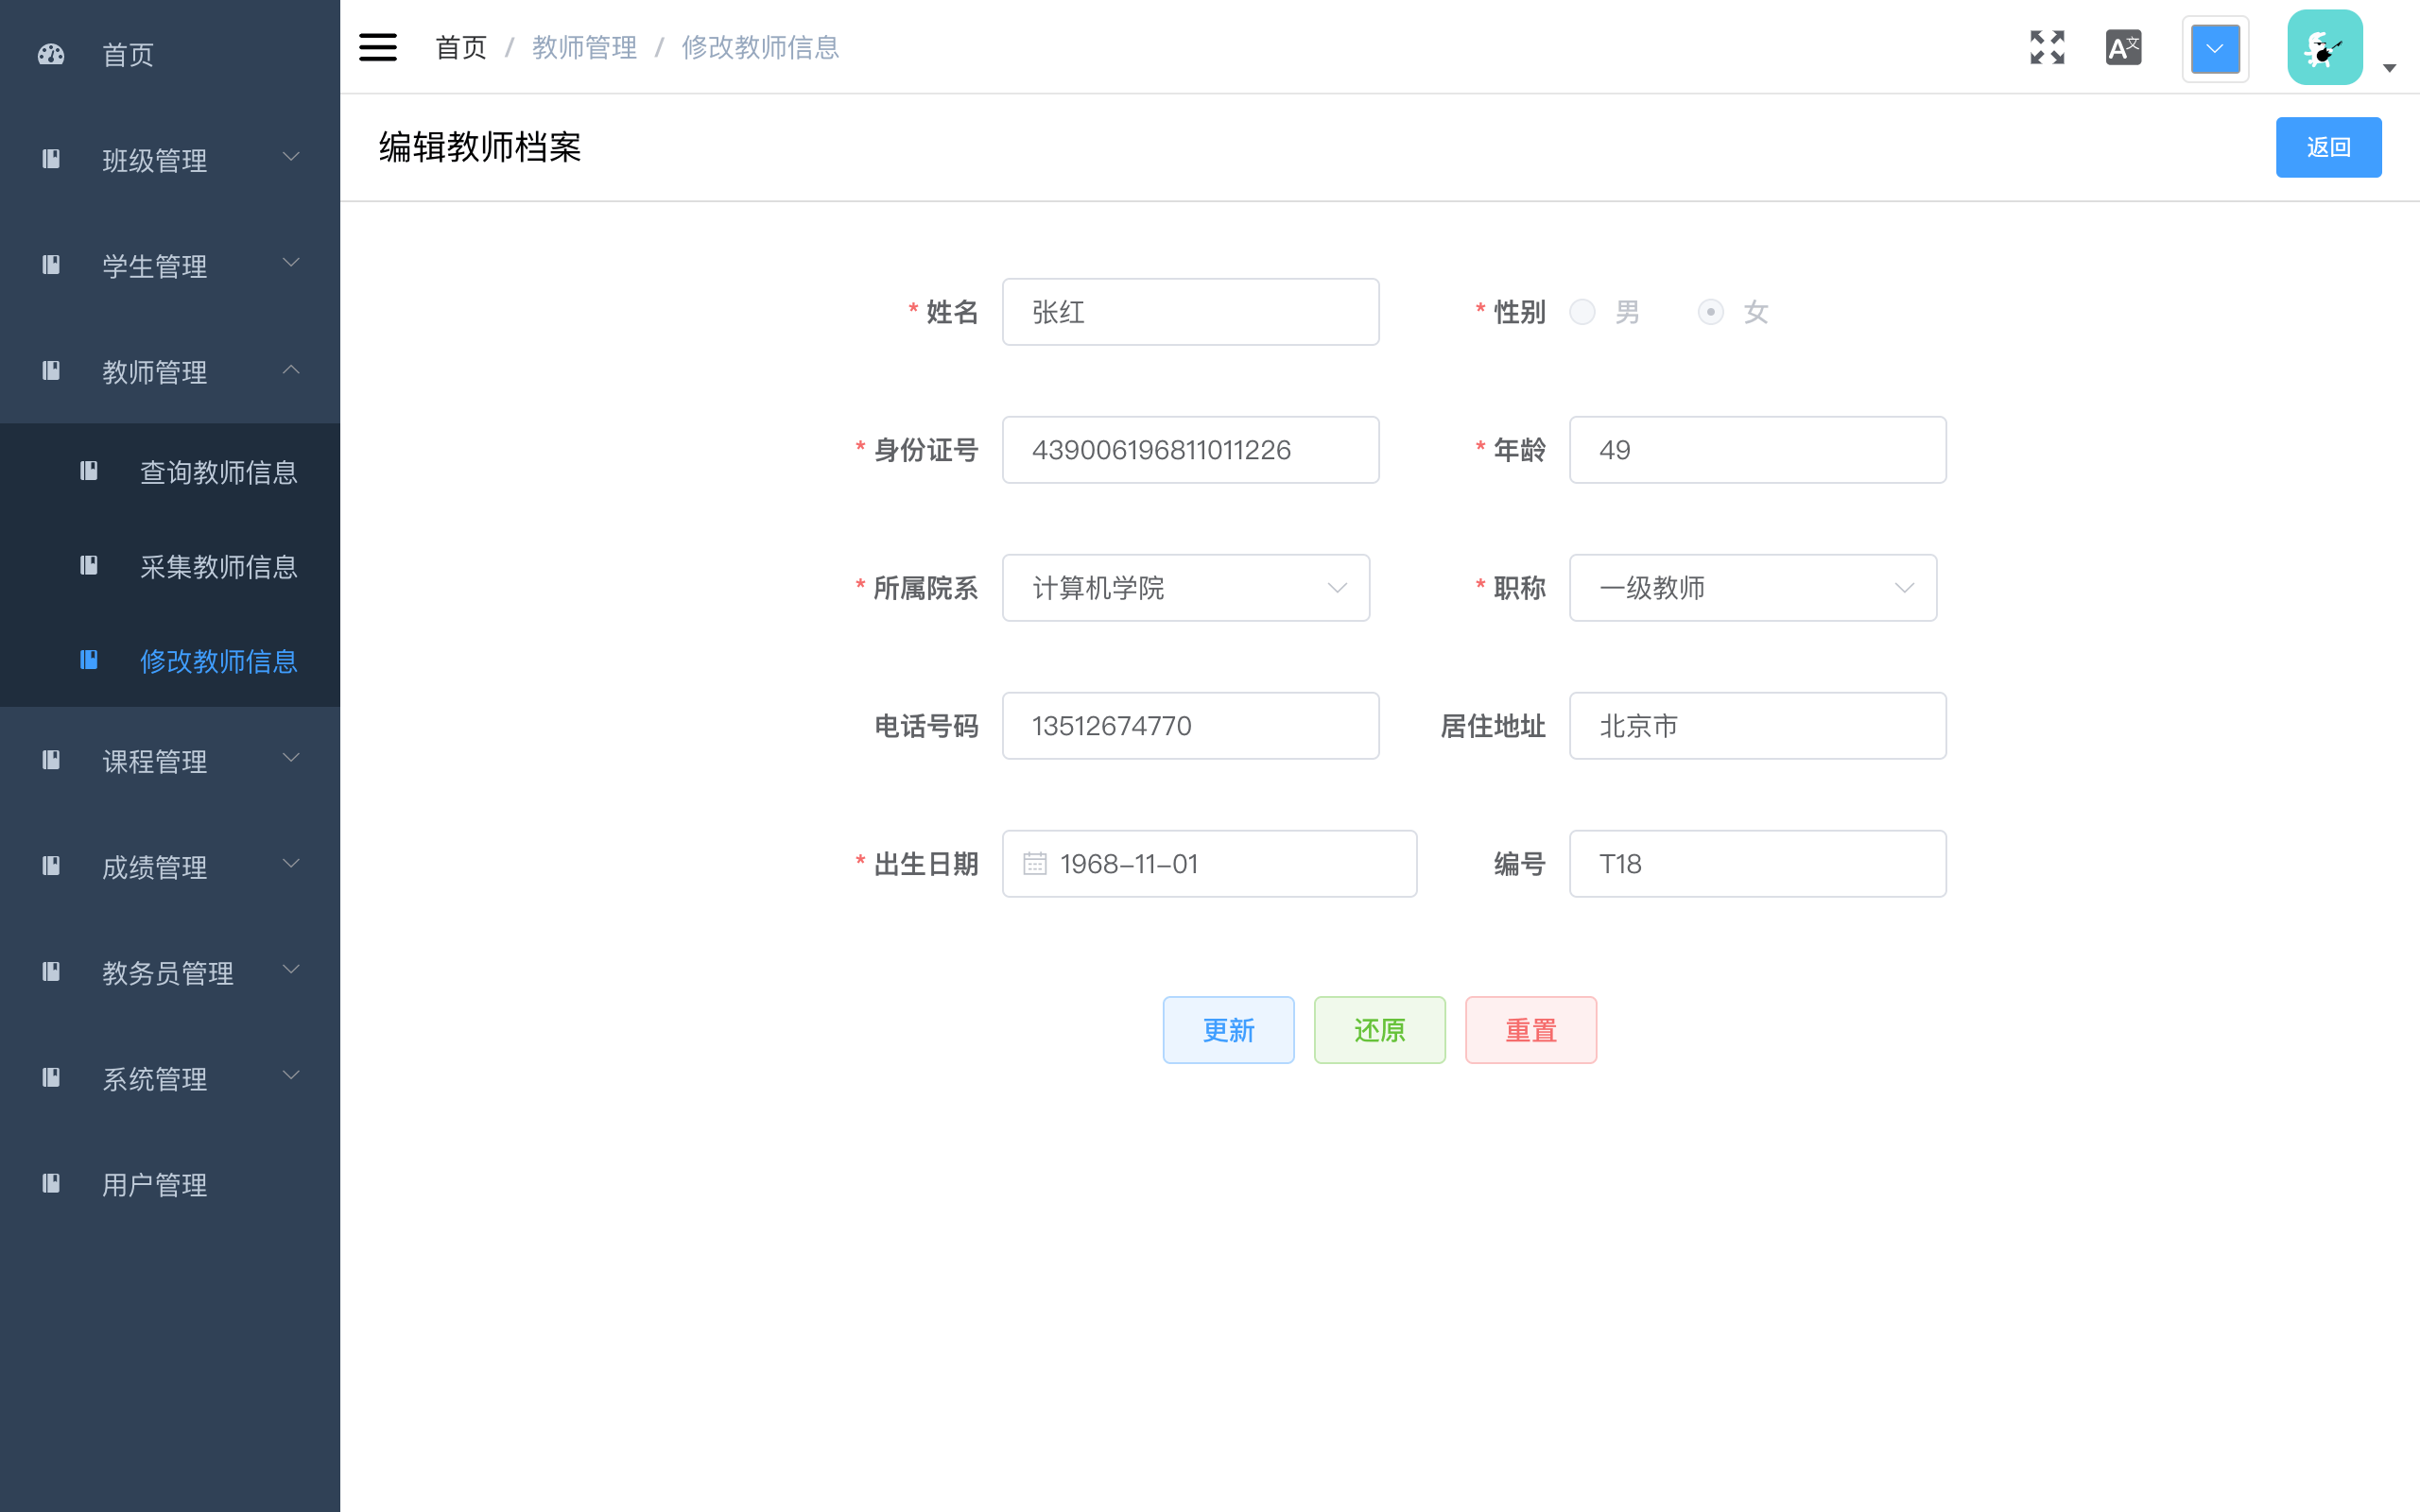 首页
班级管理
学生管理
教师管理
查询教师信息
采集教师信息
修改教师信息
课程管理
成绩管理
教务员管理
系统管理
用户管理
首页 / 教师管理 / 修改教师信息
A文
编辑教师档案
返回
* 姓名 张红 * 性别 男 女
* 身份证号 439006196811011226 * 年龄 49
* 所属院系 计算机学院 * 职称 一级教师
电话号码 13512674770 居住地址 北京市
* 出生日期 1968-11-01 编号 T18
更新 还原 重置